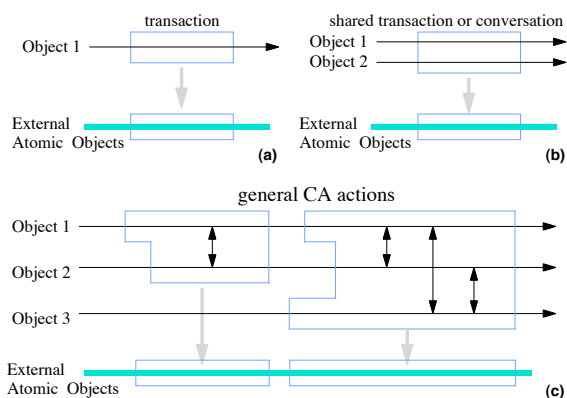 transaction
Object 1
External
Atomic Objects
(a)
shared transaction or conversation
Object 1
Object 2
External
Atomic Objects
(b)
general CA actions
Object 1
Object 2
Object 3
External
Atomic Objects
(c)